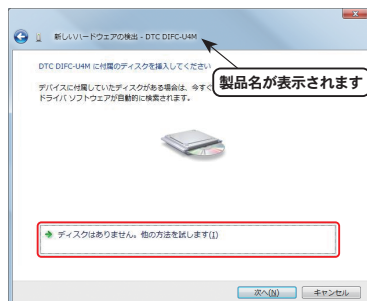 新しいハードウェアの検出 - DTC DIFC-U4M
DTC DIFC-U4M に付属のディスクを挿入してください
製品名が表示されます
デバイスに付属していたディスクがある場合は、今すぐ
ドライバ ソフトウェアが自動的に検索されます。
ディスクはありません。他の方法を試します(I)
次へ(N)
キャンセル